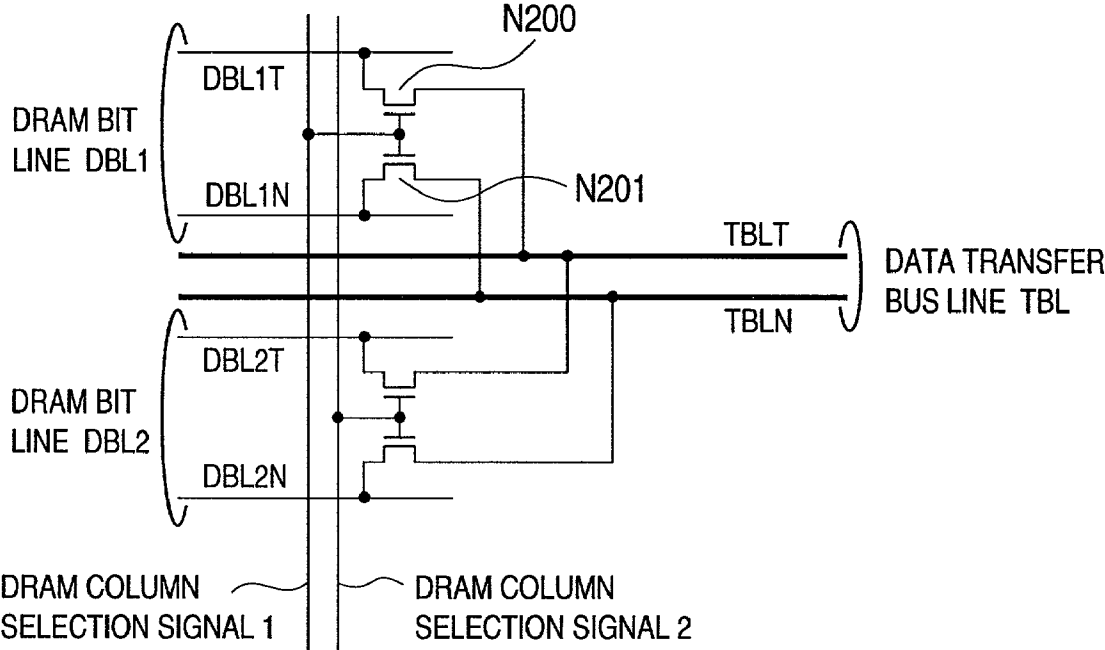 N200
DBL1T
DRAM BIT
LINE DBL1
DBL1N
N201
TBLT
DATA TRANSFER
BUS LINE TBL
TBLN
DBL2T
DRAM BIT
LINE DBL2
DBL2N
DRAM COLUMN
SELECTION SIGNAL 1
DRAM COLUMN
SELECTION SIGNAL 2